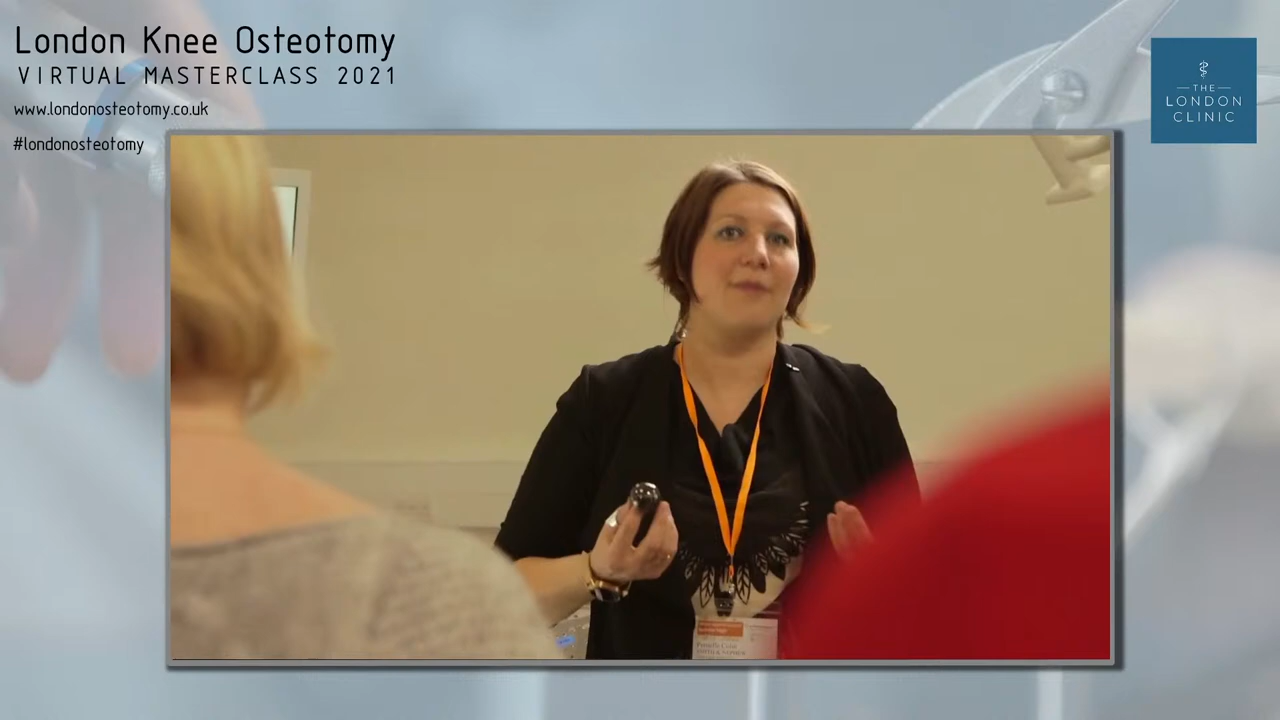 London Knee Osteotomy
VIRTUAL MASTERCLASS 2021
www.londonosteotomy.co.uk
#londonosteotomy
THE
LONDON
CLINIC